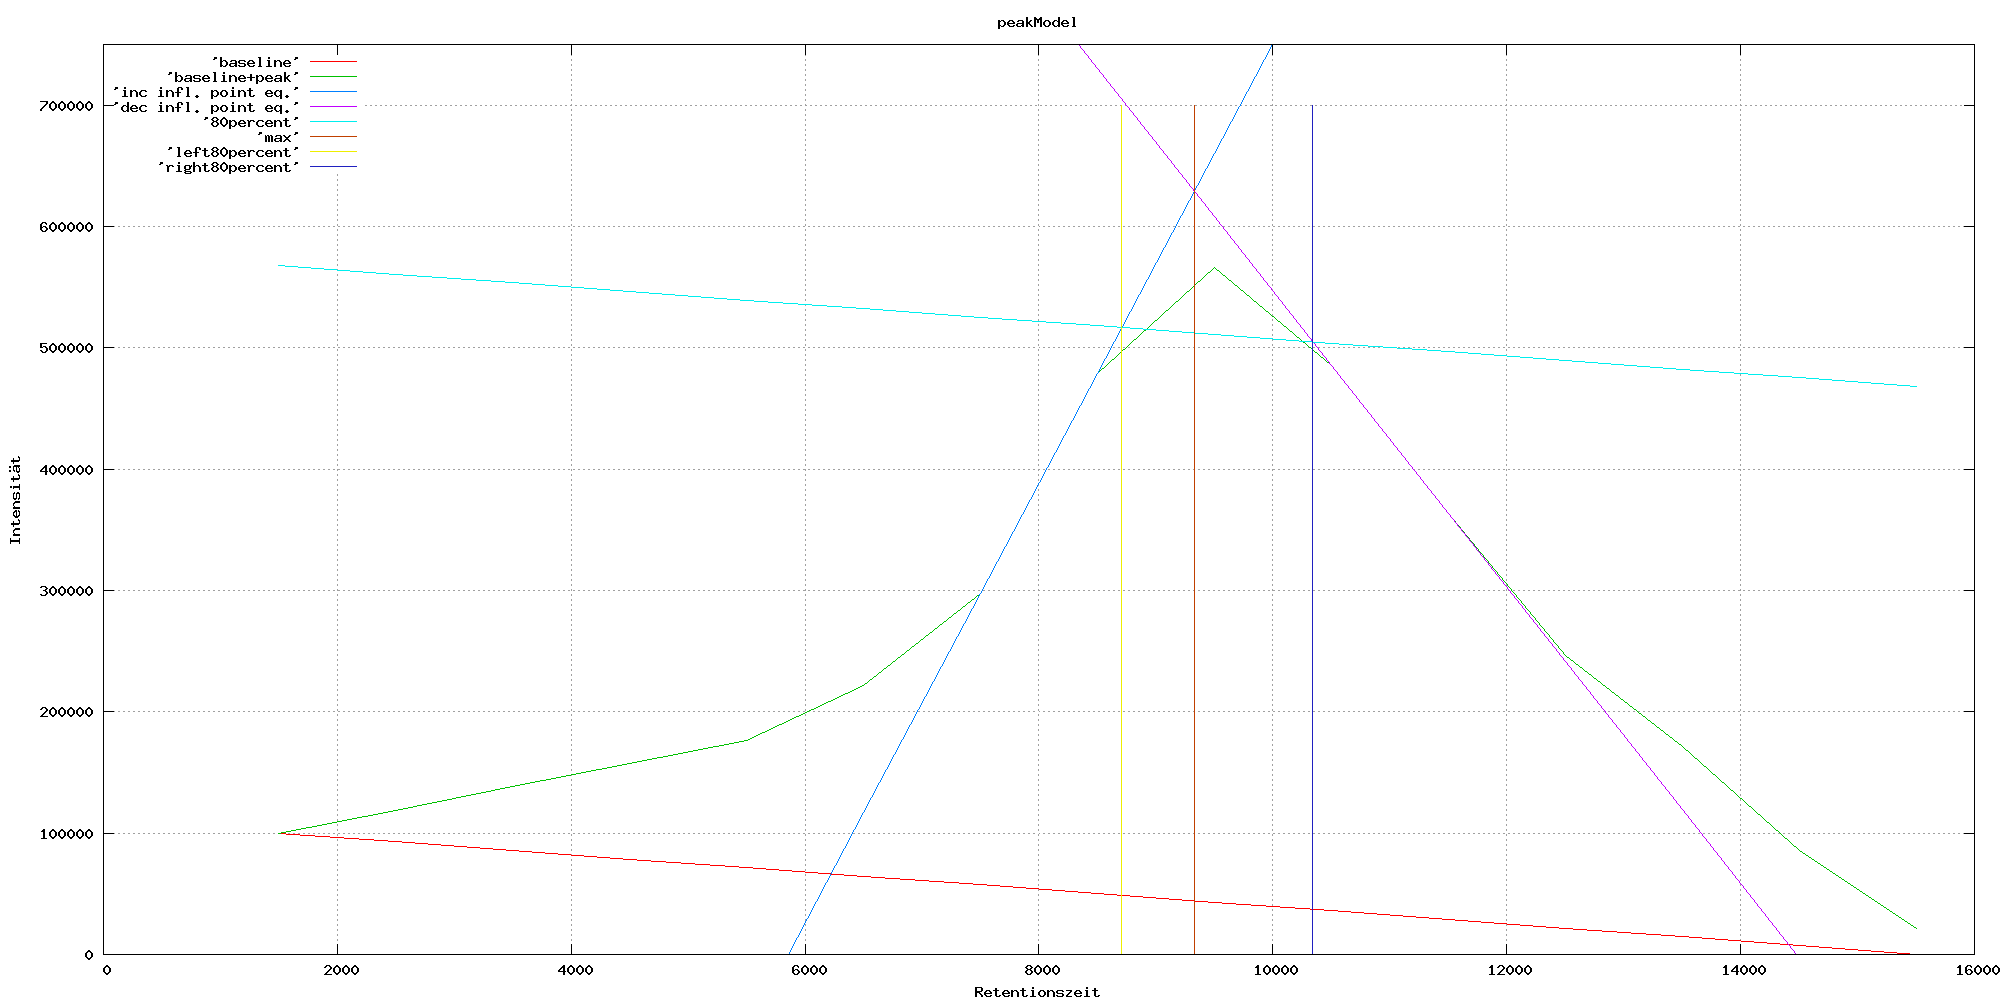 peakModel
'baseline'
'baseline+peak'
'inc infl. point eq.'
'dec infl. point eq.'
'80percent'
'max'
'left80percent'
'right80percent'
700000
600000
500000
400000
300000
200000
100000
0
Intensität
0 2000 4000 6000 8000 10000 12000 14000 16000
Retentionszeit